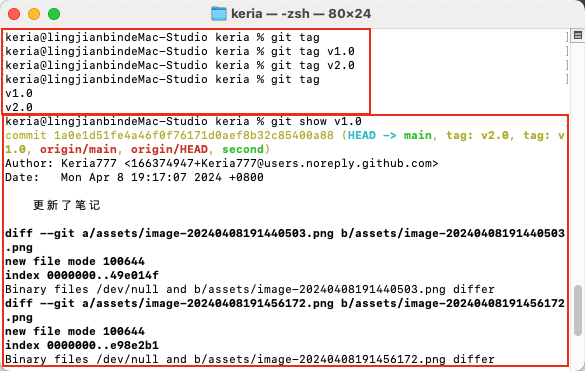 keria — -zsh — 80×24
keria@lingjianbindeMac-Studio keria % git tag
keria@lingjianbindeMac-Studio keria % git tag v1.0
keria@lingjianbindeMac-Studio keria % git tag v2.0
keria@lingjianbindeMac-Studio keria % git tag
v1.0
v2.0
keria@lingjianbindeMac-Studio keria % git show v1.0
commit 1a0e1d51fe4a46f0f76171d0aef8b32c85400a88 (HEAD -> main, tag: v2.0, tag: v
1.0, origin/main, origin/HEAD, second)
Author: Keria777 <166374947+Keria777@users.noreply.github.com>
Date:   Mon Apr 8 19:17:07 2024 +0800
更新了笔记
diff --git a/assets/image-20240408191440503.png b/assets/image-20240408191440503
.png
new file mode 100644
index 0000000..49e014f
Binary files /dev/null and b/assets/image-20240408191440503.png differ
diff --git a/assets/image-20240408191456172.png b/assets/image-20240408191456172
.png
new file mode 100644
index 0000000..e98e2b1
Binary files /dev/null and b/assets/image-20240408191456172.png differ